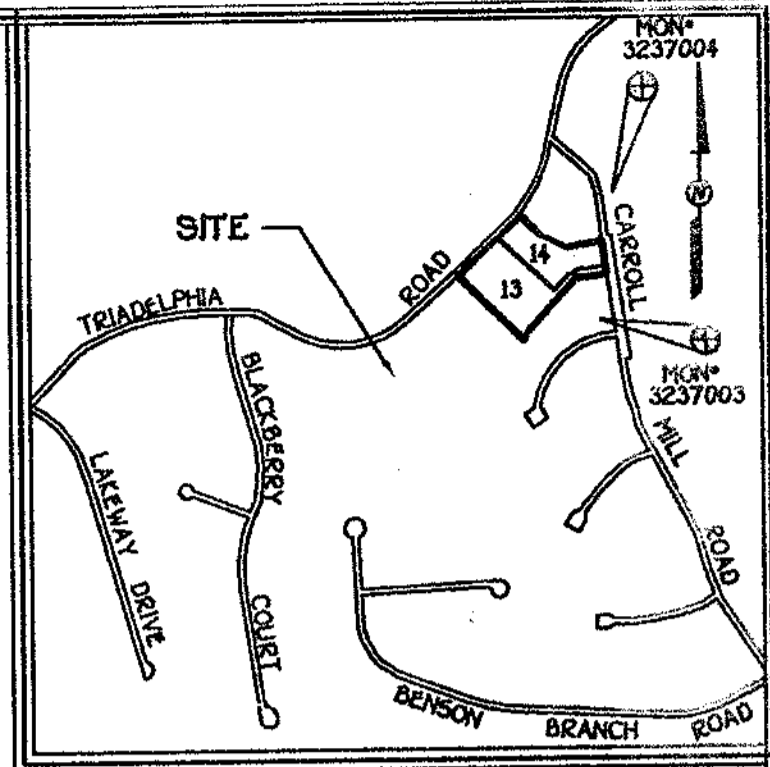 MON*
3237004
N
SITE
CARROLL
14
ROAD
13
TRIADELPHIA
MON*
3237003
BLACKBERRY
MILL
LAKEWAY DRIVE
ROAD
COURT
BENSON BRANCH ROAD